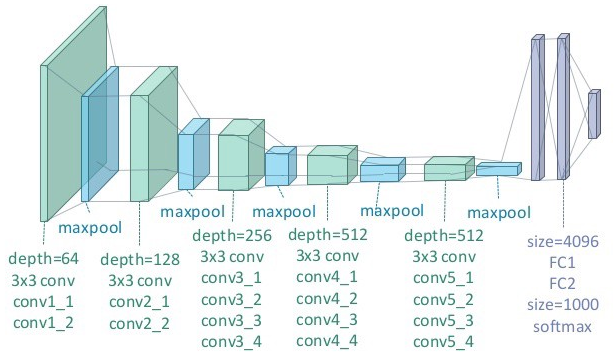 maxpool
maxpool
maxpool
maxpool
maxpool
depth=64
3x3 conv
conv1_1
conv1_2
depth=128
3x3 conv
conv2_1
conv2_2
depth=256
3x3 conv
conv3_1
conv3_2
conv3_3
conv3_4
depth=512
3x3 conv
conv4_1
conv4_2
conv4_3
conv4_4
depth=512
3x3 conv
conv5_1
conv5_2
conv5_3
conv5_4
size=4096
FC1
FC2
size=1000
softmax